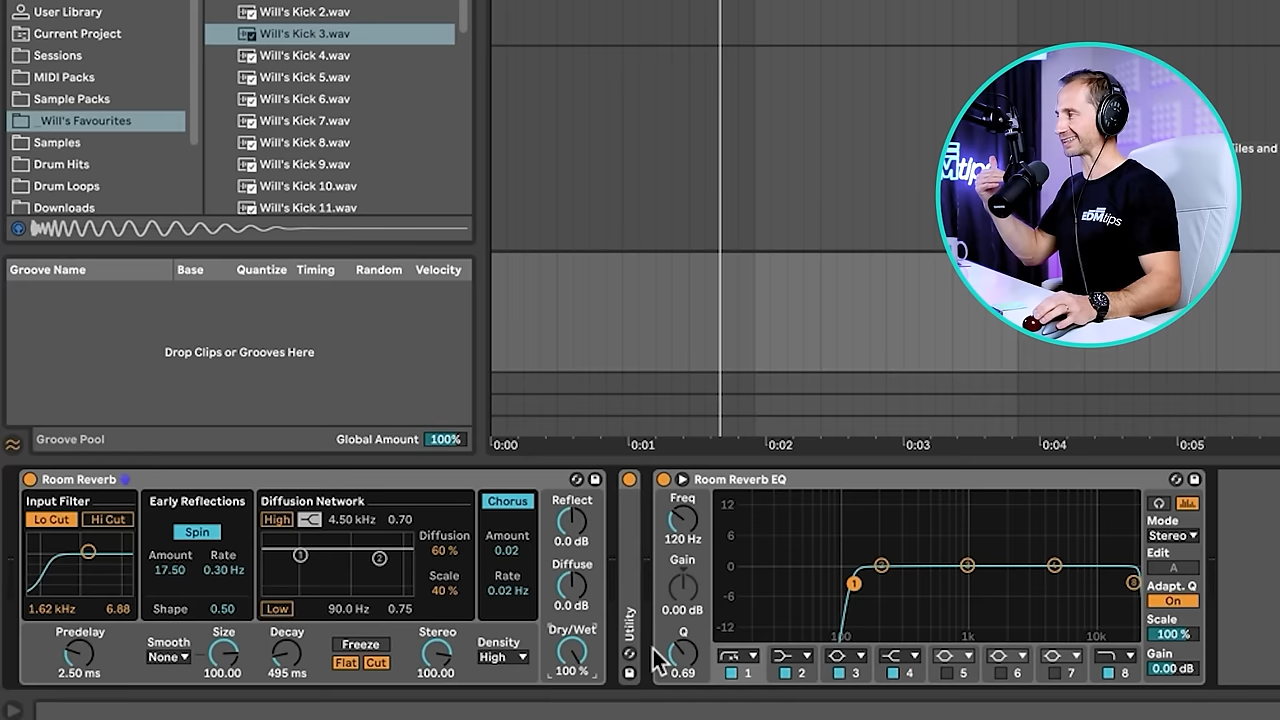 User Library
Current Project
Sessions
MIDI Packs
Sample Packs
_Will's Favourites
Samples
Drum Hits
Drum Loops
Downloads
Will's Kick 2.wav
Will's Kick 3.wav
Will's Kick 4.wav
Will's Kick 5.wav
Will's Kick 6.wav
Will's Kick 7.wav
Will's Kick 8.wav
Will's Kick 9.wav
Will's Kick 10.wav
Will's Kick 11.wav
Files and
EDMtips
Groove Name Base Quantize Timing Random Velocity
Drop Clips or Grooves Here
Groove Pool Global Amount 100%
0:00 0:01 0:02 0:03 0:04 0:05
Room Reverb
Input Filter
Lo Cut Hi Cut
1.62 kHz 6.88
Early Reflections
Spin
Amount Rate
17.50 0.30 Hz
Shape 0.50
Diffusion Network
High 4.50 kHz 0.70
1 2
Diffusion
60 %
Scale
40 %
Low 90.0 Hz 0.75
Chorus
Amount
0.02
Rate
0.02 Hz
Reflect
0.0 dB
Diffuse
0.0 dB
Dry/Wet
100 %
Predelay
2.50 ms
Smooth
None
Size
100.00
Decay
495 ms
Freeze
Flat Cut
Stereo
100.00
Density
High
Utility
Room Reverb EQ
Freq
120 Hz
Gain
0.00 dB
Q
0.69
12
6
0
-6
-12
1 2 3 4 8
100 1k 10k
1 2 3 4 5 6 7 8
Mode
Stereo
Edit
A
Adapt. Q
On
Scale
100 %
Gain
0.00 dB